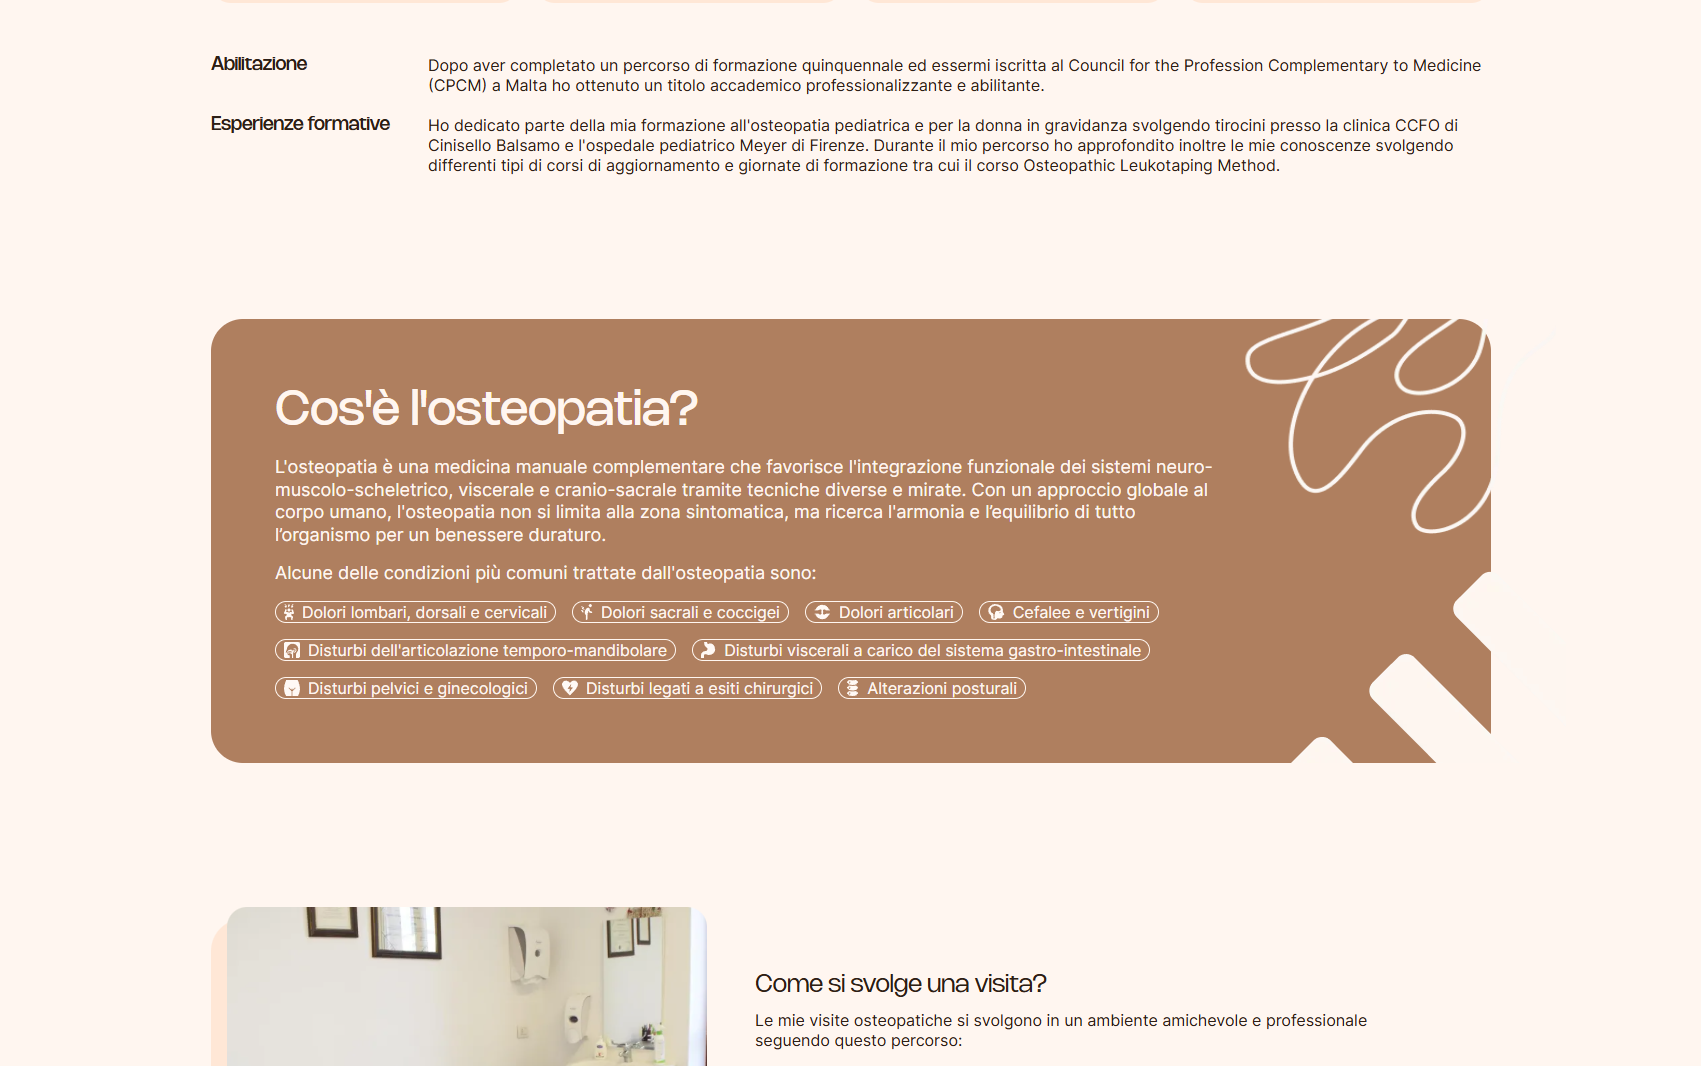 Abilitazione
Dopo aver completato un percorso di formazione quinquennale ed essermi iscritta al Council for the Profession Complementary to Medicine
(CPCM) a Malta ho ottenuto un titolo accademico professionalizzante e abilitante.
Esperienze formative
Ho dedicato parte della mia formazione all'osteopatia pediatrica e per la donna in gravidanza svolgendo tirocini presso la clinica CCFO di
Cinisello Balsamo e l'ospedale pediatrico Meyer di Firenze. Durante il mio percorso ho approfondito inoltre le mie conoscenze svolgendo
differenti tipi di corsi di aggiornamento e giornate di formazione tra cui il corso Osteopathic Leukotaping Method.
Cos'è l'osteopatia?
L'osteopatia è una medicina manuale complementare che favorisce l'integrazione funzionale dei sistemi neuro-
muscolo-scheletrico, viscerale e cranio-sacrale tramite tecniche diverse e mirate. Con un approccio globale al
corpo umano, l'osteopatia non si limita alla zona sintomatica, ma ricerca l'armonia e l’equilibrio di tutto
l’organismo per un benessere duraturo.
Alcune delle condizioni più comuni trattate dall'osteopatia sono:
Dolori lombari, dorsali e cervicali
Dolori sacrali e coccigei
Dolori articolari
Cefalee e vertigini
Disturbi dell'articolazione temporo-mandibolare
Disturbi viscerali a carico del sistema gastro-intestinale
Disturbi pelvici e ginecologici
Disturbi legati a esiti chirurgici
Alterazioni posturali
Come si svolge una visita?
Le mie visite osteopatiche si svolgono in un ambiente amichevole e professionale
seguendo questo percorso: